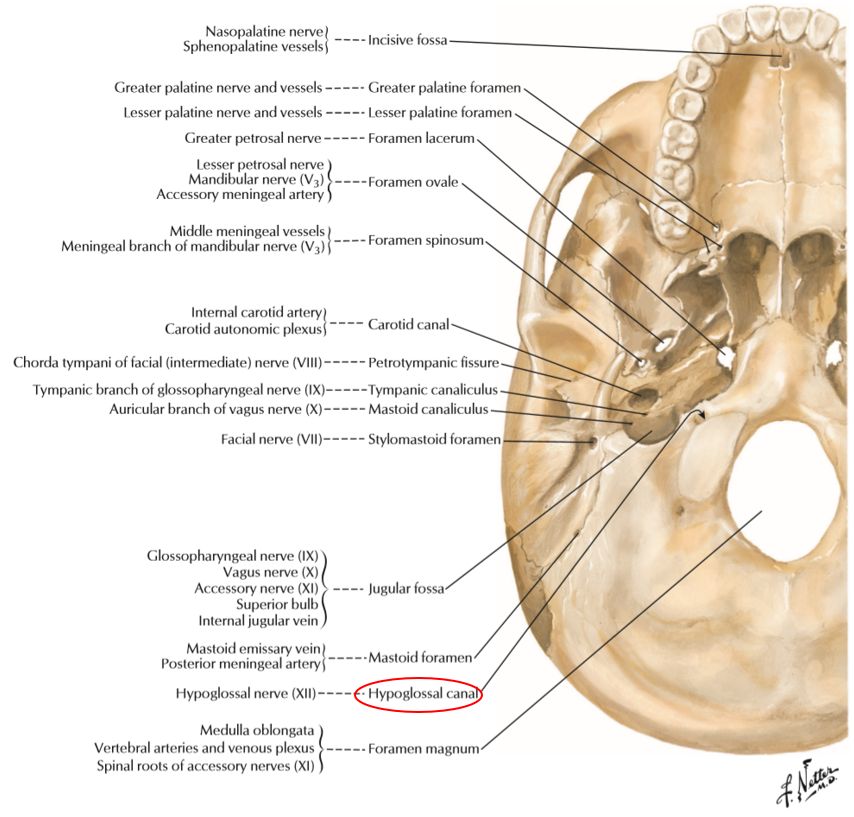 Nasopalatine nerve
Sphenopalatine vessels
Incisive fossa
Greater palatine nerve and vessels
Greater palatine foramen
Lesser palatine nerve and vessels
Lesser palatine foramen
Greater petrosal nerve
Foramen lacerum
Lesser petrosal nerve
Mandibular nerve (V3)
Accessory meningeal artery
Foramen ovale
Middle meningeal vessels
Meningeal branch of mandibular nerve (V3)
Foramen spinosum
Internal carotid artery
Carotid autonomic plexus
Carotid canal
Chorda tympani of facial (intermediate) nerve (VIII)
Petrotympanic fissure
Tympanic branch of glossopharyngeal nerve (IX)
Tympanic canaliculus
Auricular branch of vagus nerve (X)
Mastoid canaliculus
Facial nerve (VII)
Stylomastoid foramen
Glossopharyngeal nerve (IX)
Vagus nerve (X)
Accessory nerve (XI)
Superior bulb
Internal jugular vein
Jugular fossa
Mastoid emissary vein
Posterior meningeal artery
Mastoid foramen
Hypoglossal nerve (XII)
Hypoglossal canal
Medulla oblongata
Vertebral arteries and venous plexus
Spinal roots of accessory nerves (XI)
Foramen magnum
F. Netter
M.D.